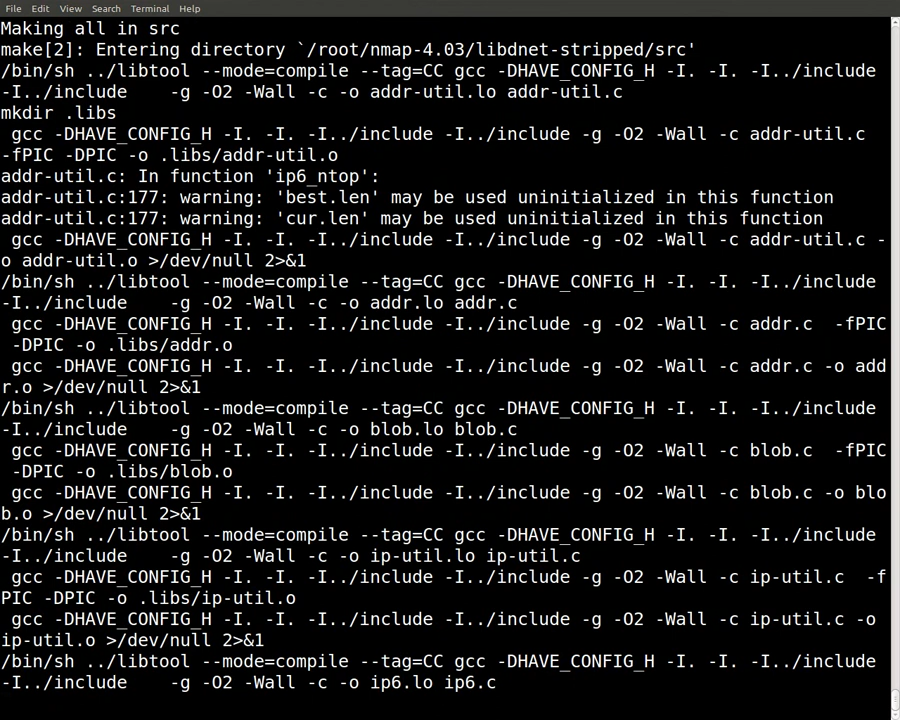 File Edit View Search Terminal Help
Making all in src
make[2]: Entering directory `/root/nmap-4.03/libdnet-stripped/src'
/bin/sh ../libtool --mode=compile --tag=CC gcc -DHAVE_CONFIG_H -I. -I. -I../include
-I../include    -g -O2 -Wall -c -o addr-util.lo addr-util.c
mkdir .libs
 gcc -DHAVE_CONFIG_H -I. -I. -I../include -I../include -g -O2 -Wall -c addr-util.c
-fPIC -DPIC -o .libs/addr-util.o
addr-util.c: In function 'ip6_ntop':
addr-util.c:177: warning: 'best.len' may be used uninitialized in this function
addr-util.c:177: warning: 'cur.len' may be used uninitialized in this function
 gcc -DHAVE_CONFIG_H -I. -I. -I../include -I../include -g -O2 -Wall -c addr-util.c -
o addr-util.o >/dev/null 2>&1
/bin/sh ../libtool --mode=compile --tag=CC gcc -DHAVE_CONFIG_H -I. -I. -I../include
-I../include    -g -O2 -Wall -c -o addr.lo addr.c
 gcc -DHAVE_CONFIG_H -I. -I. -I../include -I../include -g -O2 -Wall -c addr.c  -fPIC
 -DPIC -o .libs/addr.o
 gcc -DHAVE_CONFIG_H -I. -I. -I../include -I../include -g -O2 -Wall -c addr.c -o add
r.o >/dev/null 2>&1
/bin/sh ../libtool --mode=compile --tag=CC gcc -DHAVE_CONFIG_H -I. -I. -I../include
-I../include    -g -O2 -Wall -c -o blob.lo blob.c
 gcc -DHAVE_CONFIG_H -I. -I. -I../include -I../include -g -O2 -Wall -c blob.c  -fPIC
 -DPIC -o .libs/blob.o
 gcc -DHAVE_CONFIG_H -I. -I. -I../include -I../include -g -O2 -Wall -c blob.c -o blo
b.o >/dev/null 2>&1
/bin/sh ../libtool --mode=compile --tag=CC gcc -DHAVE_CONFIG_H -I. -I. -I../include
-I../include    -g -O2 -Wall -c -o ip-util.lo ip-util.c
 gcc -DHAVE_CONFIG_H -I. -I. -I../include -I../include -g -O2 -Wall -c ip-util.c  -f
PIC -DPIC -o .libs/ip-util.o
 gcc -DHAVE_CONFIG_H -I. -I. -I../include -I../include -g -O2 -Wall -c ip-util.c -o
ip-util.o >/dev/null 2>&1
/bin/sh ../libtool --mode=compile --tag=CC gcc -DHAVE_CONFIG_H -I. -I. -I../include
-I../include    -g -O2 -Wall -c -o ip6.lo ip6.c